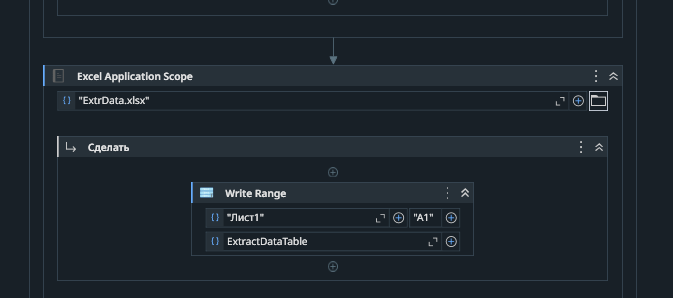 Excel Application Scope
"ExtrData.xlsx"
Сделать
Write Range
"Лист1" "A1"
ExtractDataTable